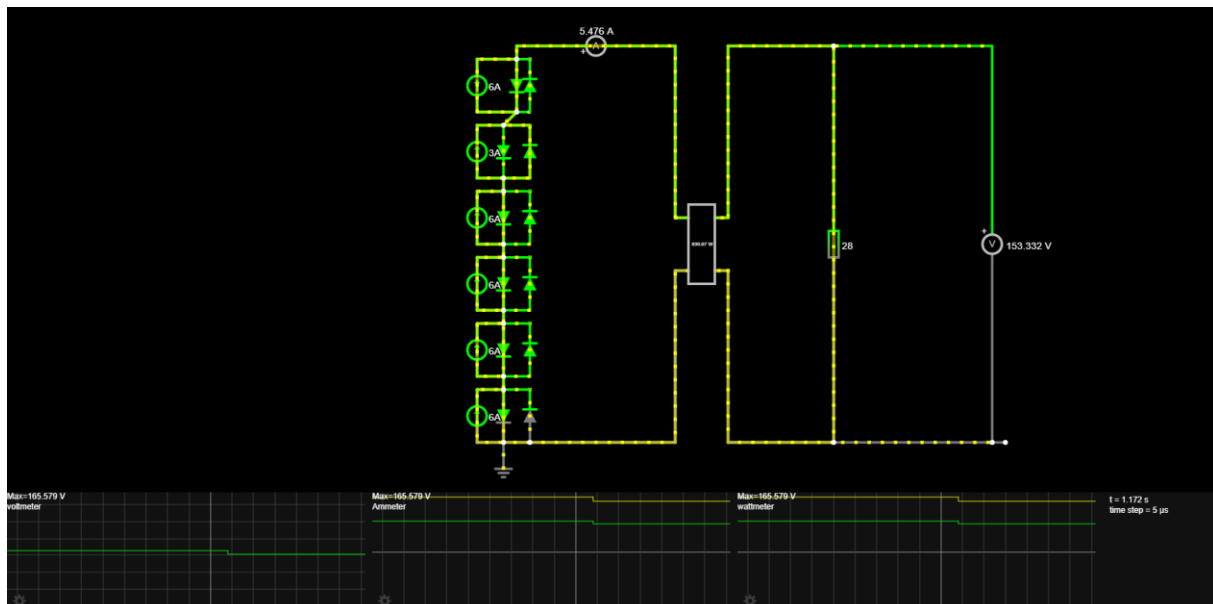 5.476 A
A
+
6A
3A
6A
6A
6A
6A
28
+
V
153.332 V
Max=165.579 V
voltmeter
Max=165.579 V
Ammeter
Max=165.579 V
wattmeter
t = 1.172 s
time step = 5 µs